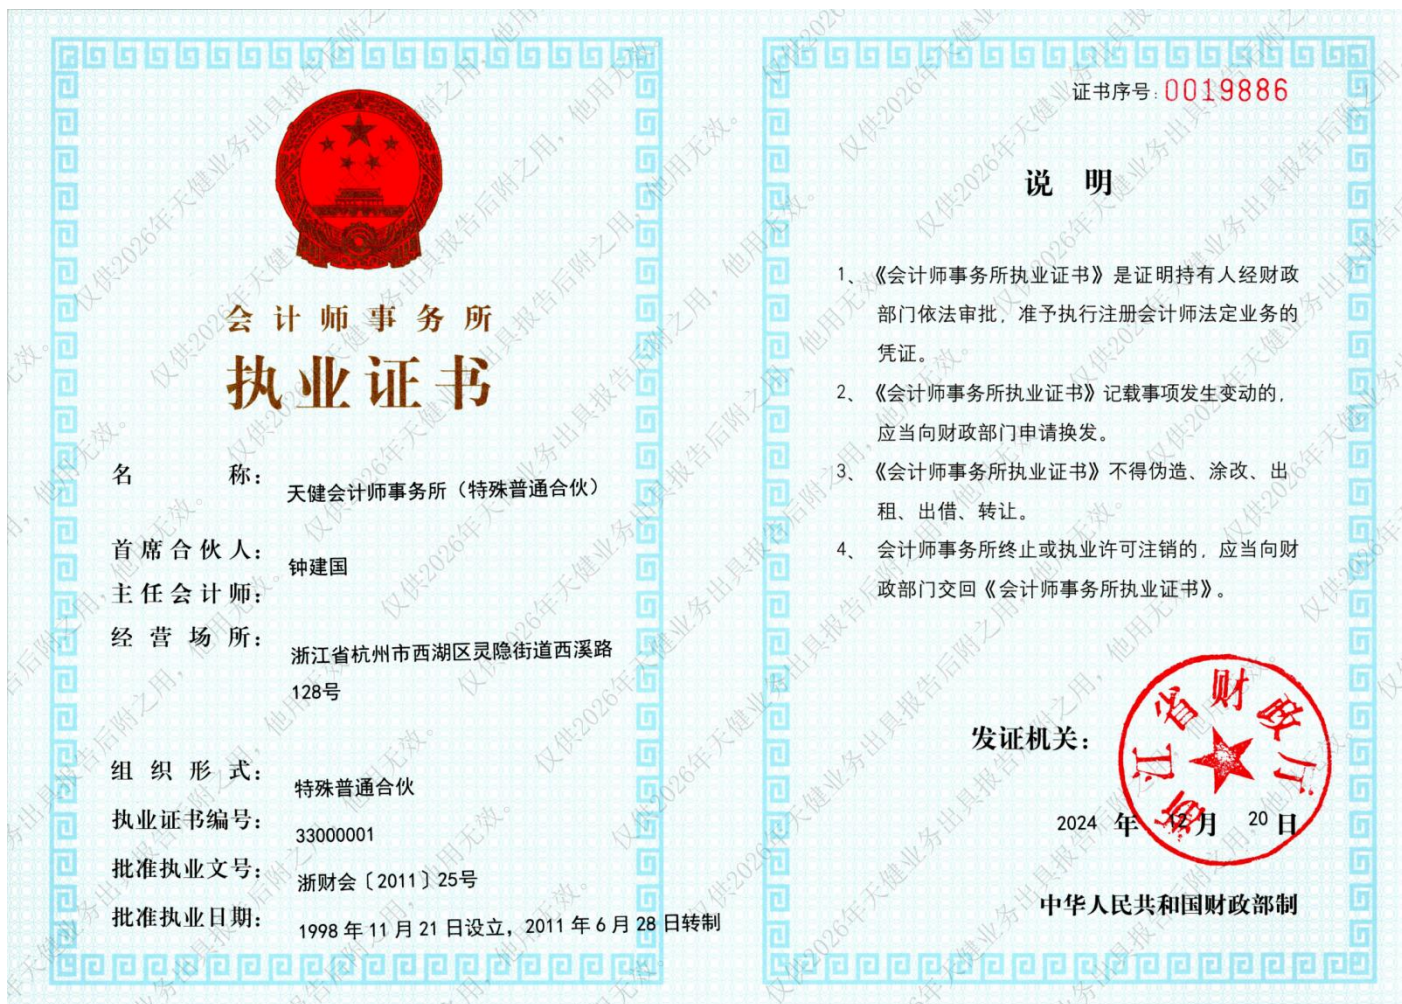 会计师事务所
执业证书
名 称：
天健会计师事务所（特殊普通合伙）
首席合伙人：
钟建国
主任会计师：
经营场所：
浙江省杭州市西湖区灵隐街道西溪路
128号
组织形式：
特殊普通合伙
执业证书编号：
33000001
批准执业文号：
浙财会〔2011〕25号
批准执业日期：
1998 年 11 月 21 日设立，2011 年 6 月 28 日转制
证书序号：0019886
说 明
1、《会计师事务所执业证书》是证明持有人经财政
部门依法审批，准予执行注册会计师法定业务的
凭证。
2、《会计师事务所执业证书》记载事项发生变动的，
应当向财政部门申请换发。
3、《会计师事务所执业证书》不得伪造、涂改、出
租、出借、转让。
4、 会计师事务所终止或执业许可注销的，应当向财
政部门交回《会计师事务所执业证书》。
发证机关：
浙江省财政厅
2024 年 12 月 20 日
中华人民共和国财政部制
仅供2026年天健业务出具报告后附之用，他用无效。